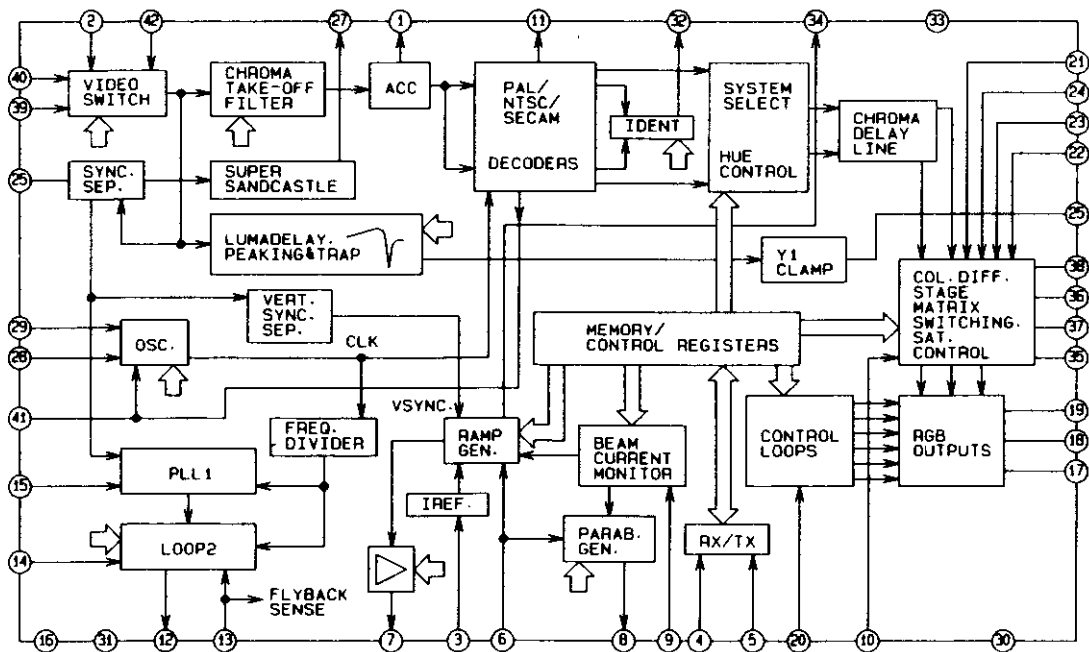 2
42
27
1
11
32
34
33
40
39
VIDEO
SWITCH
CHROMA
TAKE-OFF
FILTER
ACC
PAL/
NTSC/
SECAM
DECODERS
IDENT
SYSTEM
SELECT
HUE
CONTROL
CHROMA
DELAY
LINE
21
24
23
22
25
SYNC.
SEP.
SUPER
SANDCASTLE
LUMADELAY.
PEAKING&TRAP
Y1
CLAMP
25
VERT.
SYNC.
SEP.
MEMORY/
CONTROL REGISTERS
COL.DIFF.
STAGE
MATRIX
SWITCHING.
SAT.
CONTROL
38
36
37
35
29
28
OSC.
CLK
41
VSYNC.
FREQ.
DIVIDER
RAMP
GEN.
BEAM
CURRENT
MONITOR
CONTROL
LOOPS
RGB
OUTPUTS
19
18
17
15
PLL1
IREF.
14
LOOP2
PARAB.
GEN.
RX/TX
FLYBACK
SENSE
16
31
12
13
7
3
6
8
9
4
5
20
10
30